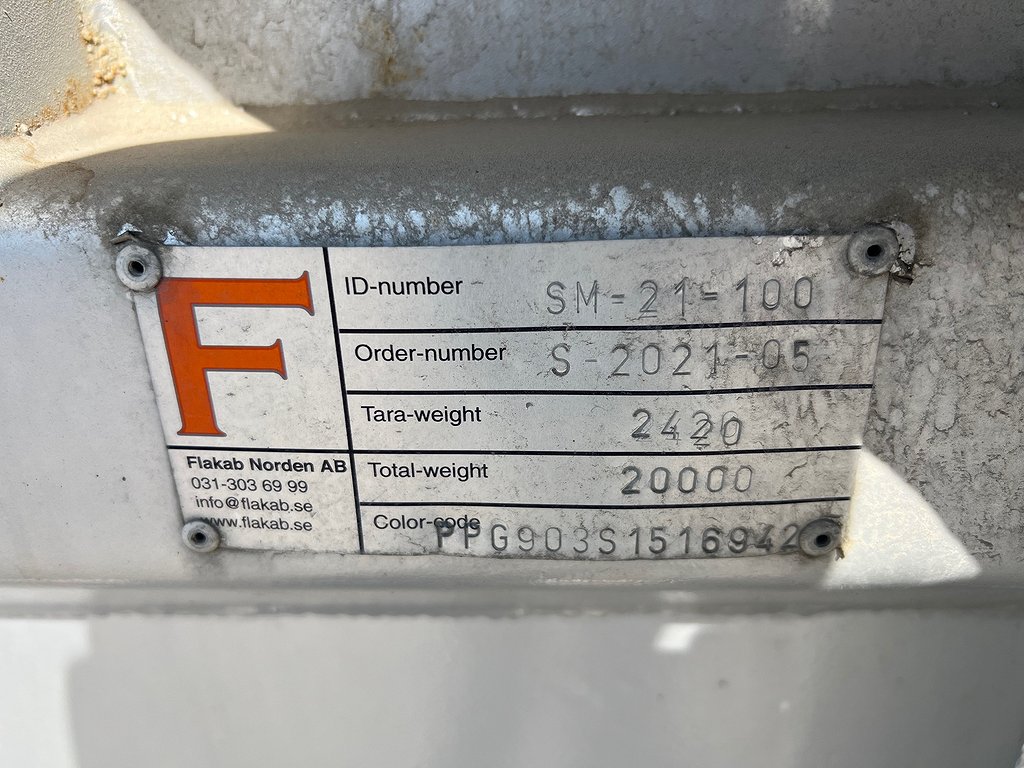 F
ID-number SM-21-100
Order-number S-2021-05
Tara-weight 2420
Total-weight 20000
Color-code PPG903S1516942
Flakab Norden AB
031-303 69 99
info@flakab.se
www.flakab.se